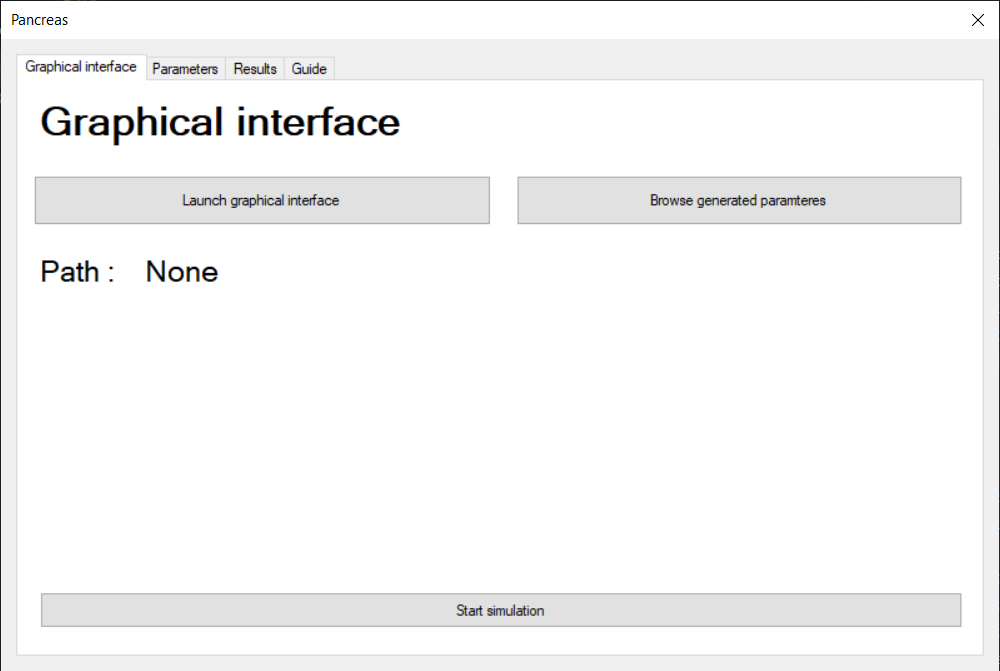 Pancreas
Graphical interface Parameters Results Guide
Graphical interface
Launch graphical interface Browse generated paramteres
Path : None
Start simulation